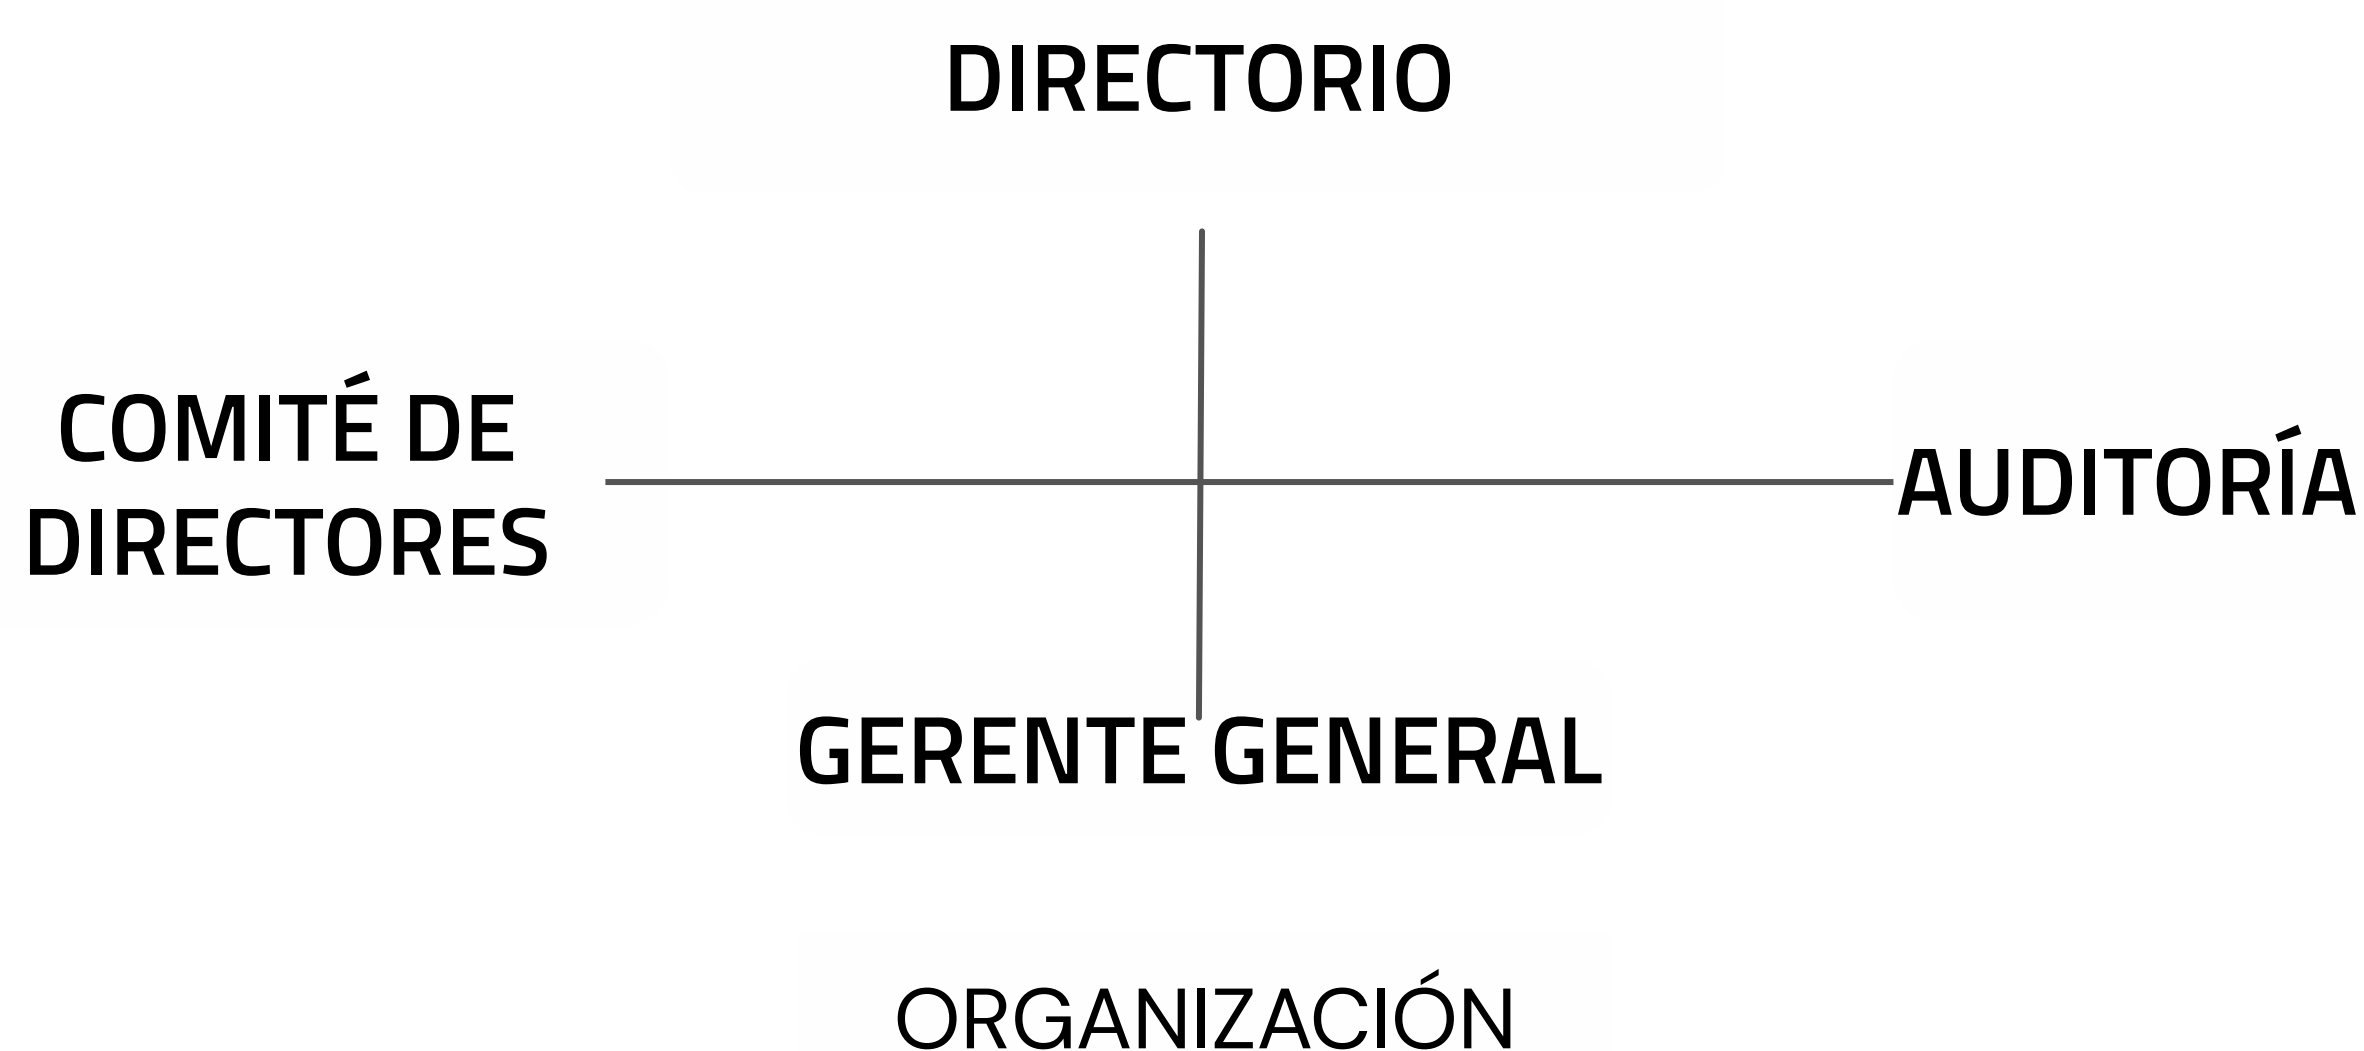 DIRECTORIO
COMITÉ DE
DIRECTORES
AUDITORÍA
GERENTE GENERAL
ORGANIZACIÓN